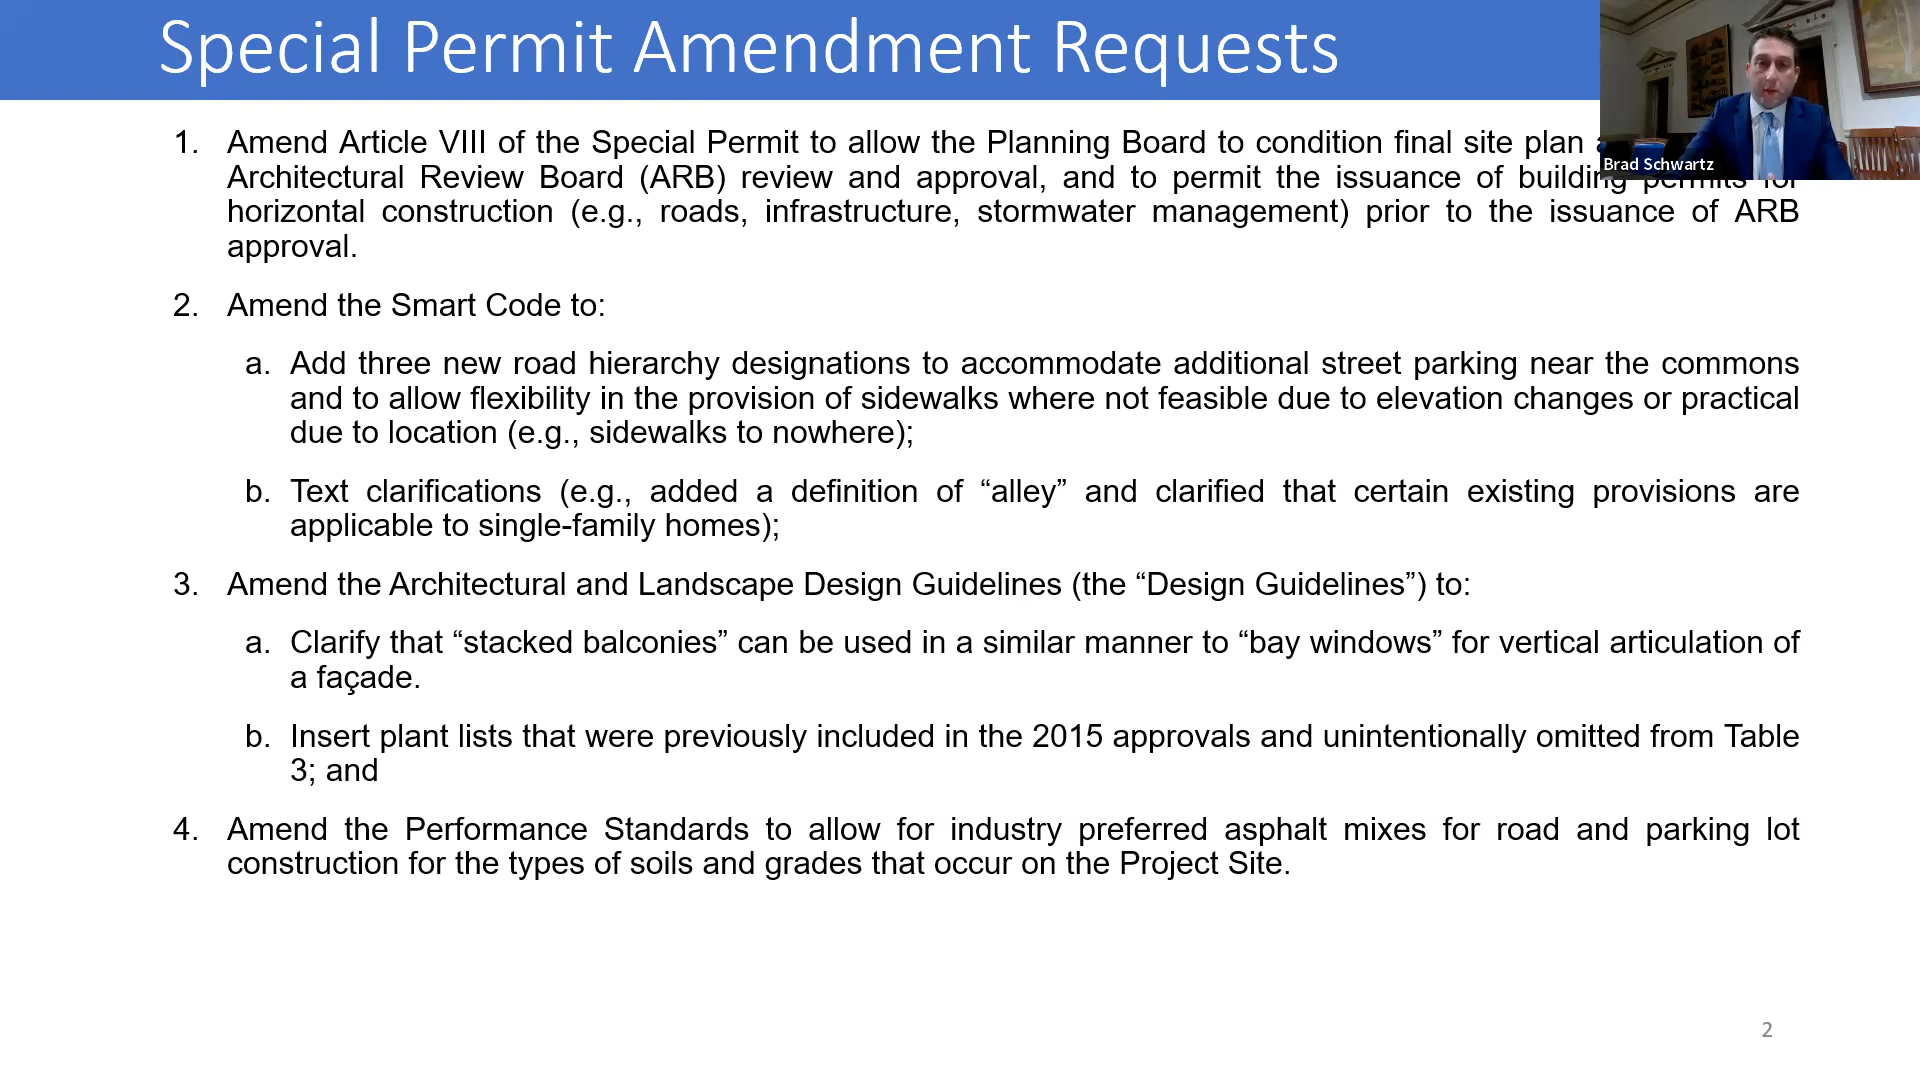 Special Permit Amendment Requests
Brad Schwartz
1. Amend Article VIII of the Special Permit to allow the Planning Board to condition final site plan
Architectural Review Board (ARB) review and approval, and to permit the issuance of building permits for
horizontal construction (e.g., roads, infrastructure, stormwater management) prior to the issuance of ARB
approval.
2. Amend the Smart Code to:
a. Add three new road hierarchy designations to accommodate additional street parking near the commons
and to allow flexibility in the provision of sidewalks where not feasible due to elevation changes or practical
due to location (e.g., sidewalks to nowhere);
b. Text clarifications (e.g., added a definition of “alley” and clarified that certain existing provisions are
applicable to single-family homes);
3. Amend the Architectural and Landscape Design Guidelines (the “Design Guidelines”) to:
a. Clarify that “stacked balconies” can be used in a similar manner to “bay windows” for vertical articulation of
a façade.
b. Insert plant lists that were previously included in the 2015 approvals and unintentionally omitted from Table
3; and
4. Amend the Performance Standards to allow for industry preferred asphalt mixes for road and parking lot
construction for the types of soils and grades that occur on the Project Site.
2